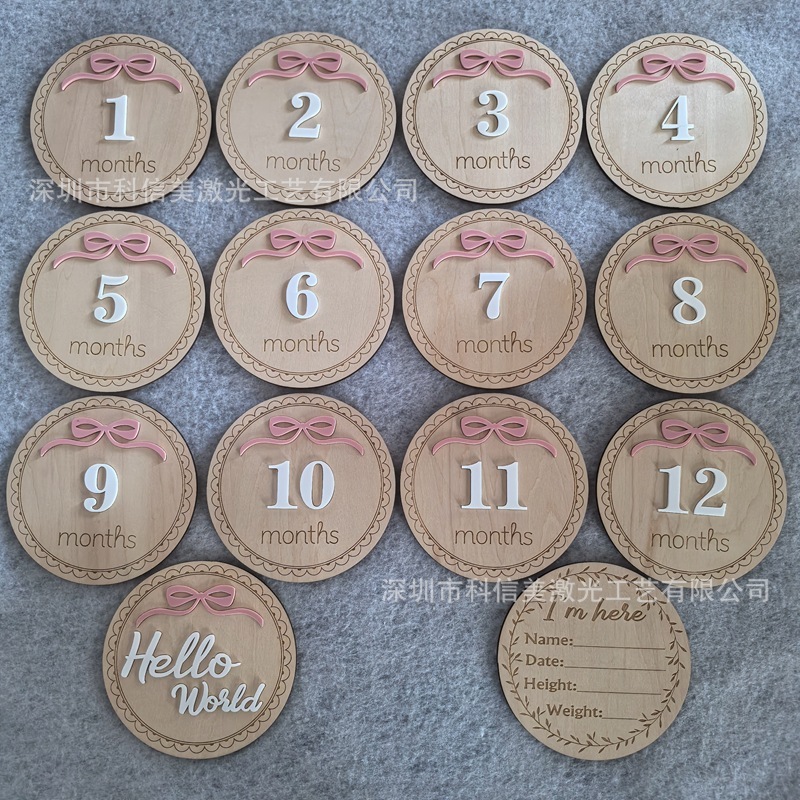 1
months
2
months
3
months
4
months
深圳市科信美激光工艺有限公司
5
months
6
months
7
months
8
months
9
months
10
months
11
months
12
months
深圳市科信美激光工艺有限公司
Hello
World
I'm here
Name:
Date:
Height:
Weight: